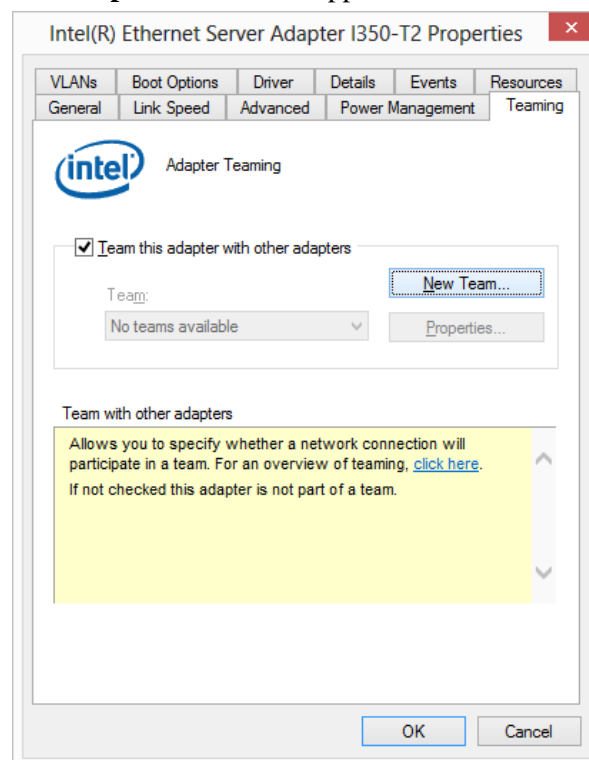 Intel(R) Ethernet Server Adapter I350-T2 Properties
VLANs Boot Options Driver Details Events Resources
General Link Speed Advanced Power Management Teaming
intel Adapter Teaming
Team this adapter with other adapters
New Team...
Team:
No teams available Properties...
Team with other adapters
Allows you to specify whether a network connection will
participate in a team. For an overview of teaming, click here.
If not checked this adapter is not part of a team.
OK Cancel